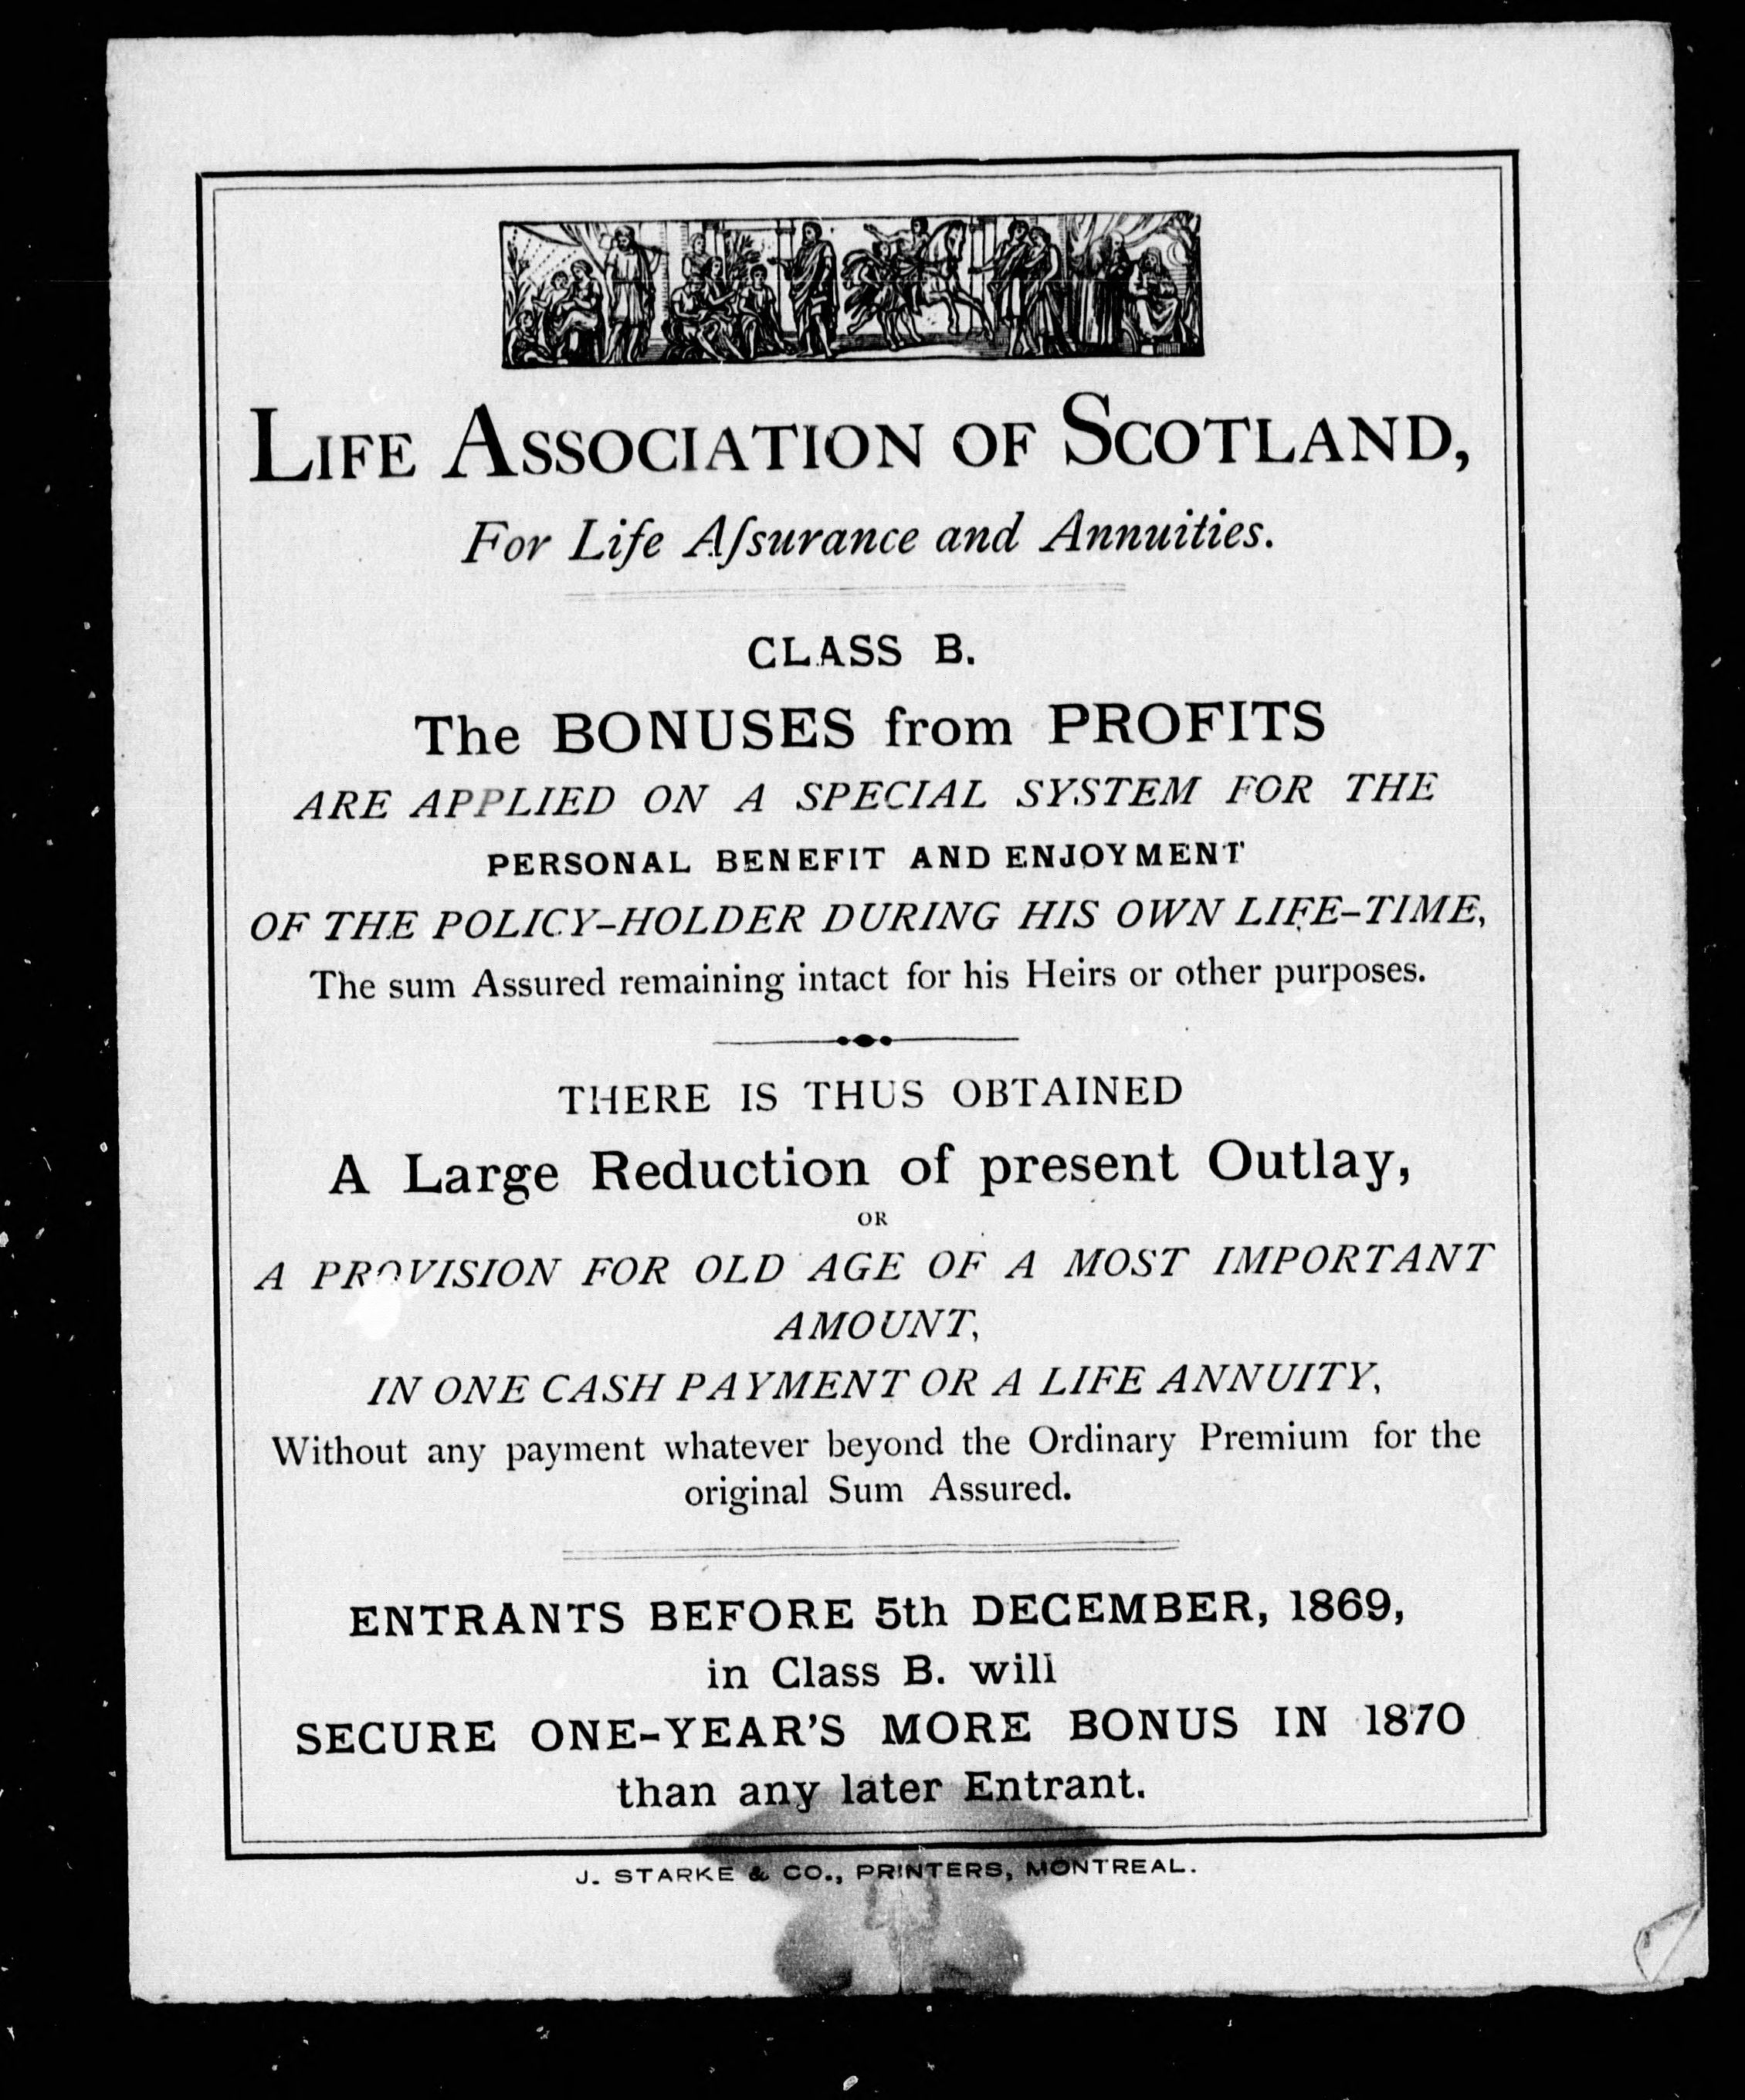 LIFE ASSOCIATION OF SCOTLAND,
For Life Aſsurance and Annuities.
CLASS B.
The BONUSES from PROFITS
ARE APPLIED ON A SPECIAL SYSTEM FOR THE
PERSONAL BENEFIT AND ENJOYMENT
OF THE POLICY-HOLDER DURING HIS OWN LIFE-TIME,
The sum Assured remaining intact for his Heirs or other purposes.
THERE IS THUS OBTAINED
A Large Reduction of present Outlay,
OR
A PROVISION FOR OLD AGE OF A MOST IMPORTANT
AMOUNT,
IN ONE CASH PAYMENT OR A LIFE ANNUITY,
Without any payment whatever beyond the Ordinary Premium for the
original Sum Assured.
ENTRANTS BEFORE 5th DECEMBER, 1869,
in Class B. will
SECURE ONE-YEAR'S MORE BONUS IN 1870
than any later Entrant.
J. STARKE & CO., PRINTERS, MONTREAL.